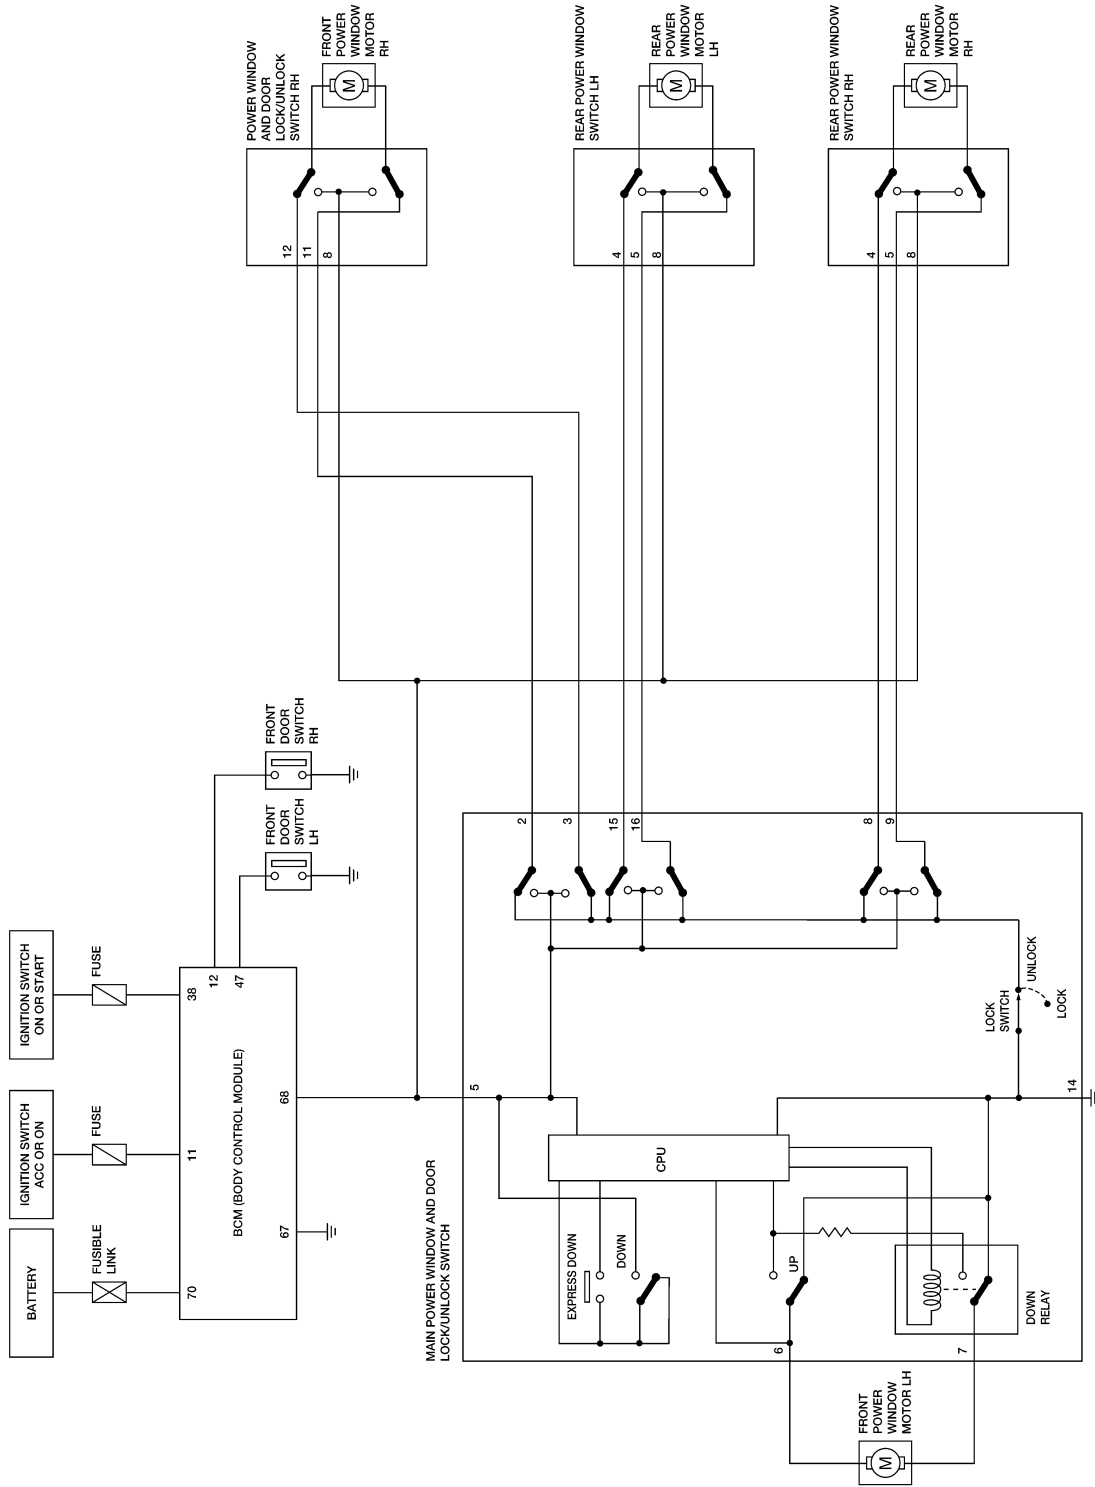 BATTERY
IGNITION SWITCH
ACC OR ON
IGNITION SWITCH
ON OR START
FUSIBLE
LINK
FUSE
FUSE
70
11
38
12
47
67
68
BCM (BODY CONTROL MODULE)
FRONT
DOOR
SWITCH
LH
FRONT
DOOR
SWITCH
RH
POWER WINDOW
AND DOOR
LOCK/UNLOCK
SWITCH RH
FRONT
POWER
WINDOW
MOTOR
RH
M
12
11
8
REAR POWER WINDOW
SWITCH LH
REAR
POWER
WINDOW
MOTOR
LH
M
4
5
8
REAR POWER WINDOW
SWITCH RH
REAR
POWER
WINDOW
MOTOR
RH
M
4
5
8
MAIN POWER WINDOW AND DOOR
LOCK/UNLOCK SWITCH
5
2
3
15
16
8
9
CPU
EXPRESS DOWN
DOWN
UP
DOWN
RELAY
LOCK
SWITCH
UNLOCK
LOCK
14
6
7
FRONT
POWER
WINDOW
MOTOR LH
M